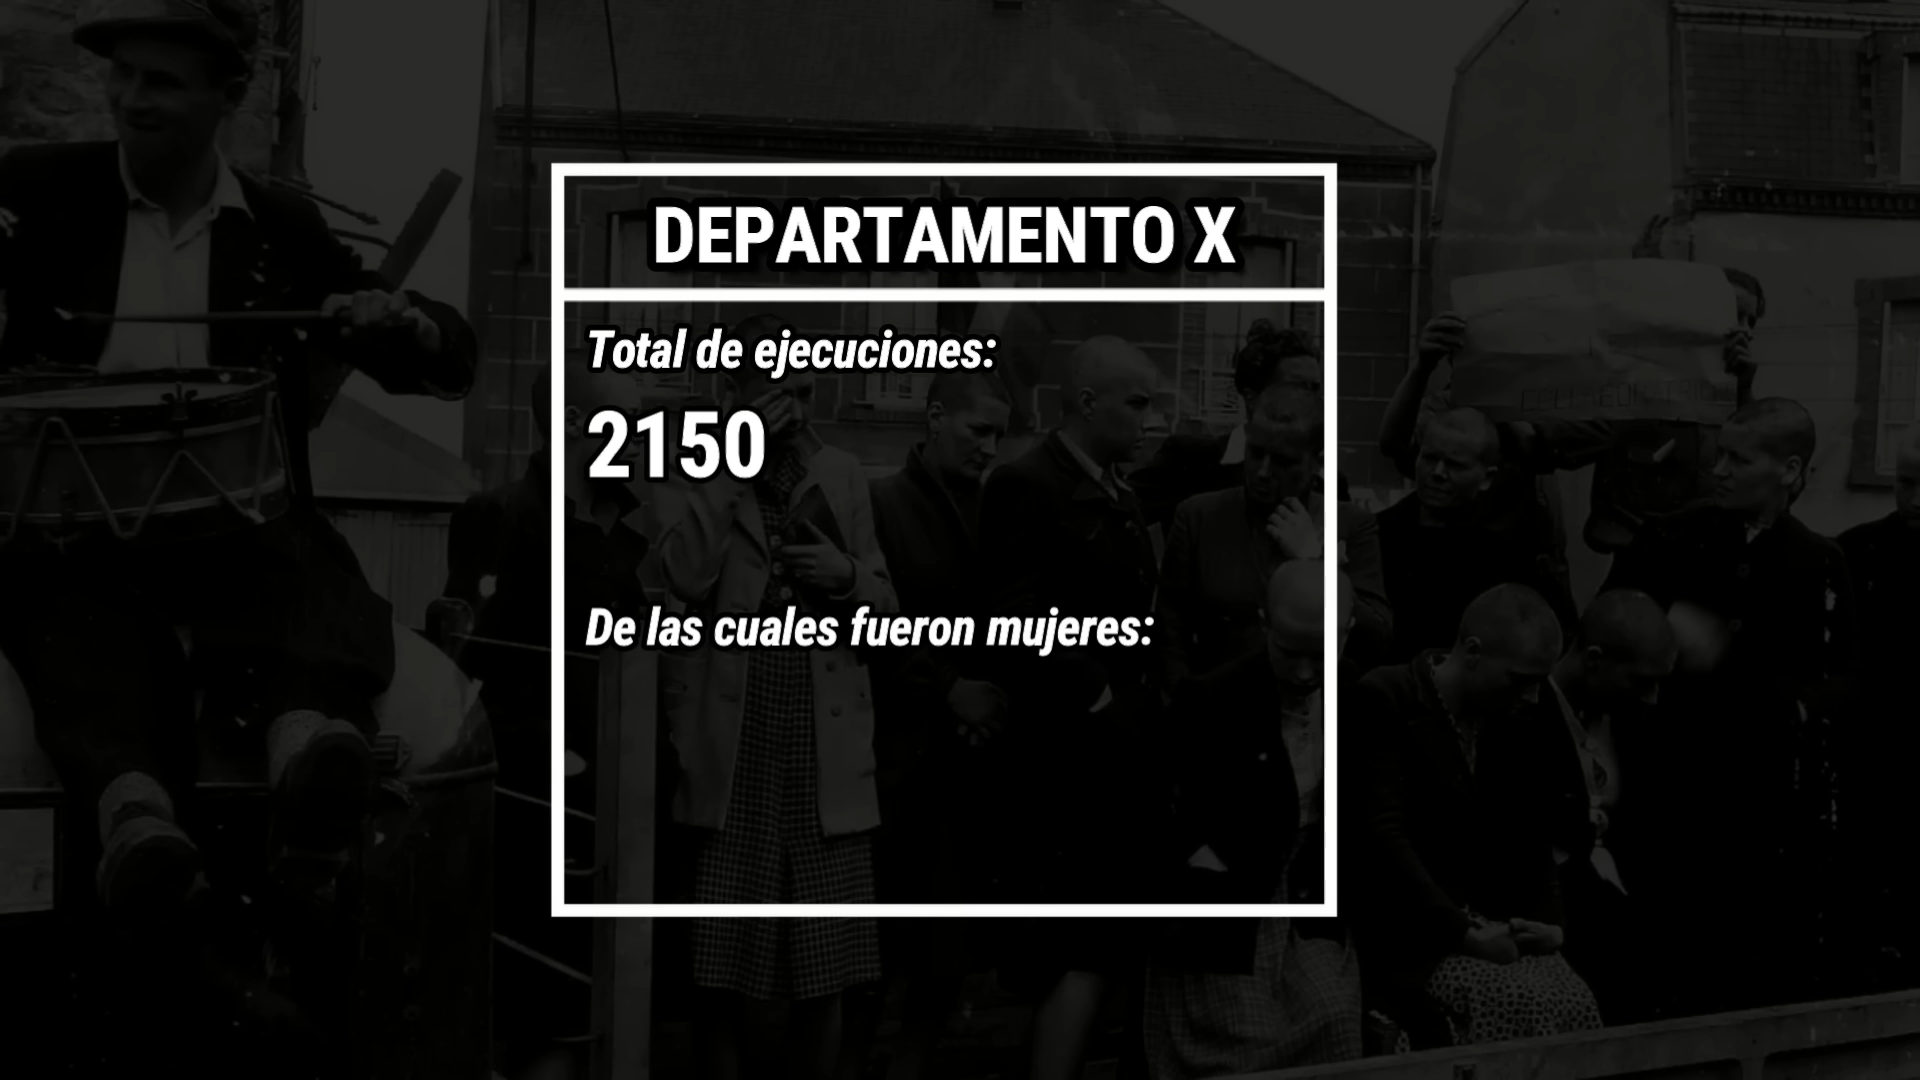 DEPARTAMENTO X
Total de ejecuciones:
2150
De las cuales fueron mujeres: